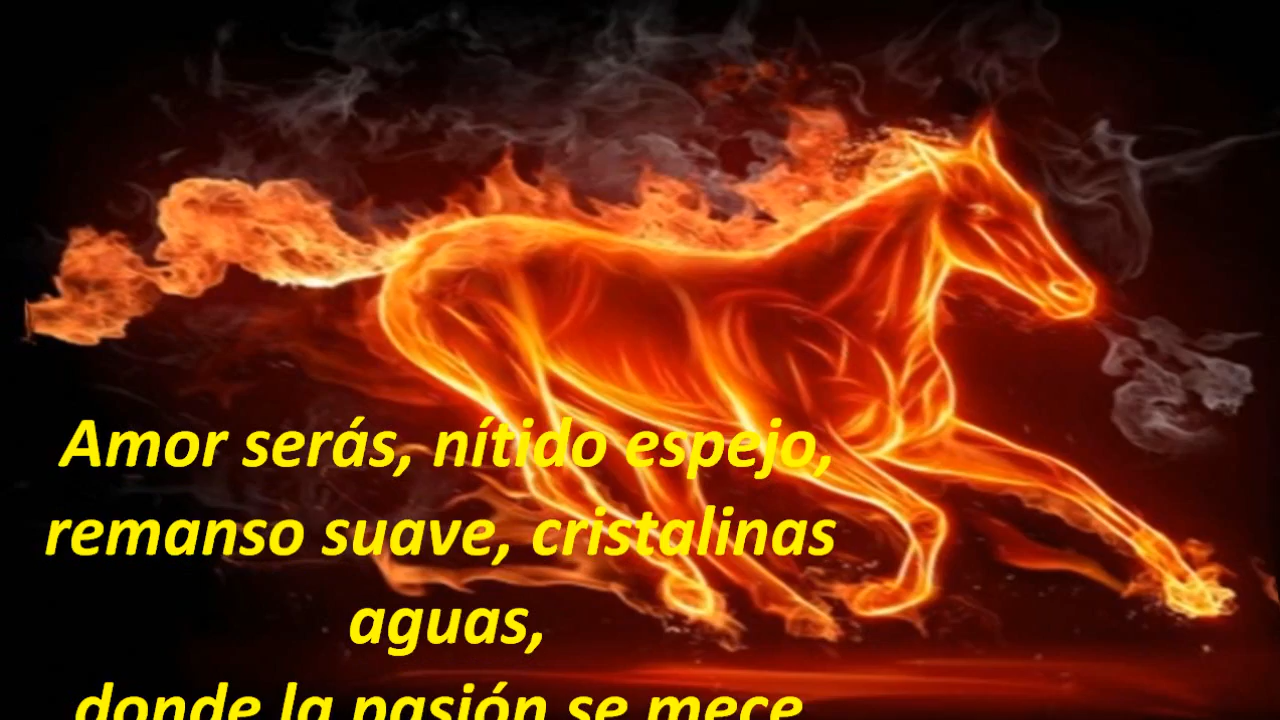 Amor serás, nítido espejo,
remanso suave, cristalinas
aguas,
donde la pasión se mece